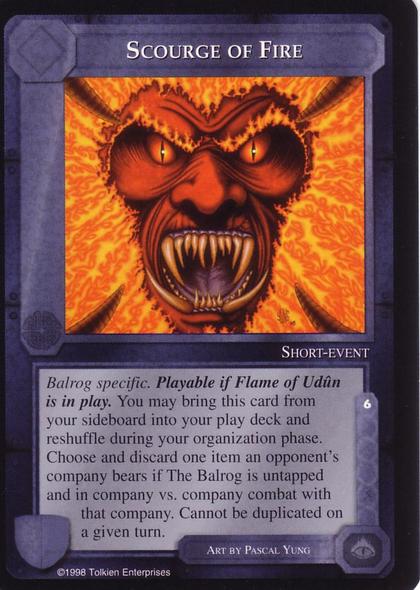 SCOURGE OF FIRE
SHORT-EVENT
Balrog specific. Playable if Flame of Udûn
is in play. You may bring this card from
your sideboard into your play deck and
reshuffle during your organization phase.
Choose and discard one item an opponent's
company bears if The Balrog is untapped
and in company vs. company combat with
that company. Cannot be duplicated on
a given turn.
6
ART BY PASCAL YUNG
©1998 Tolkien Enterprises